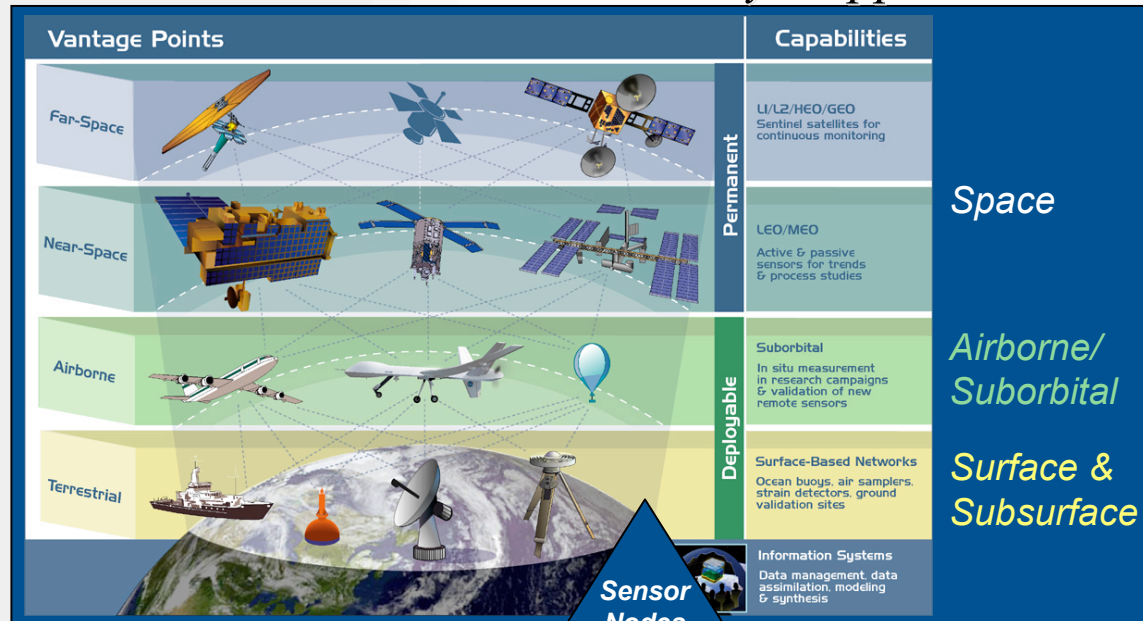 Vantage Points
Capabilities
Far-Space
Permanent
L1/L2/HEO/GEO
Sentinel satellites for
continuous monitoring
Space
Near-Space
LEO/MEO
Active & passive
sensors for trends
& process studies
Airborne
Deployable
Suborbital
In situ measurement
in research campaigns
& validation of new
remote sensors
Airborne/
Suborbital
Terrestrial
Surface-Based Networks
Ocean buoys, air samplers,
strain detectors, ground
validation sites
Surface &
Subsurface
Information Systems
Data management, data
assimilation, modeling
& synthesis
Sensor
Nodes